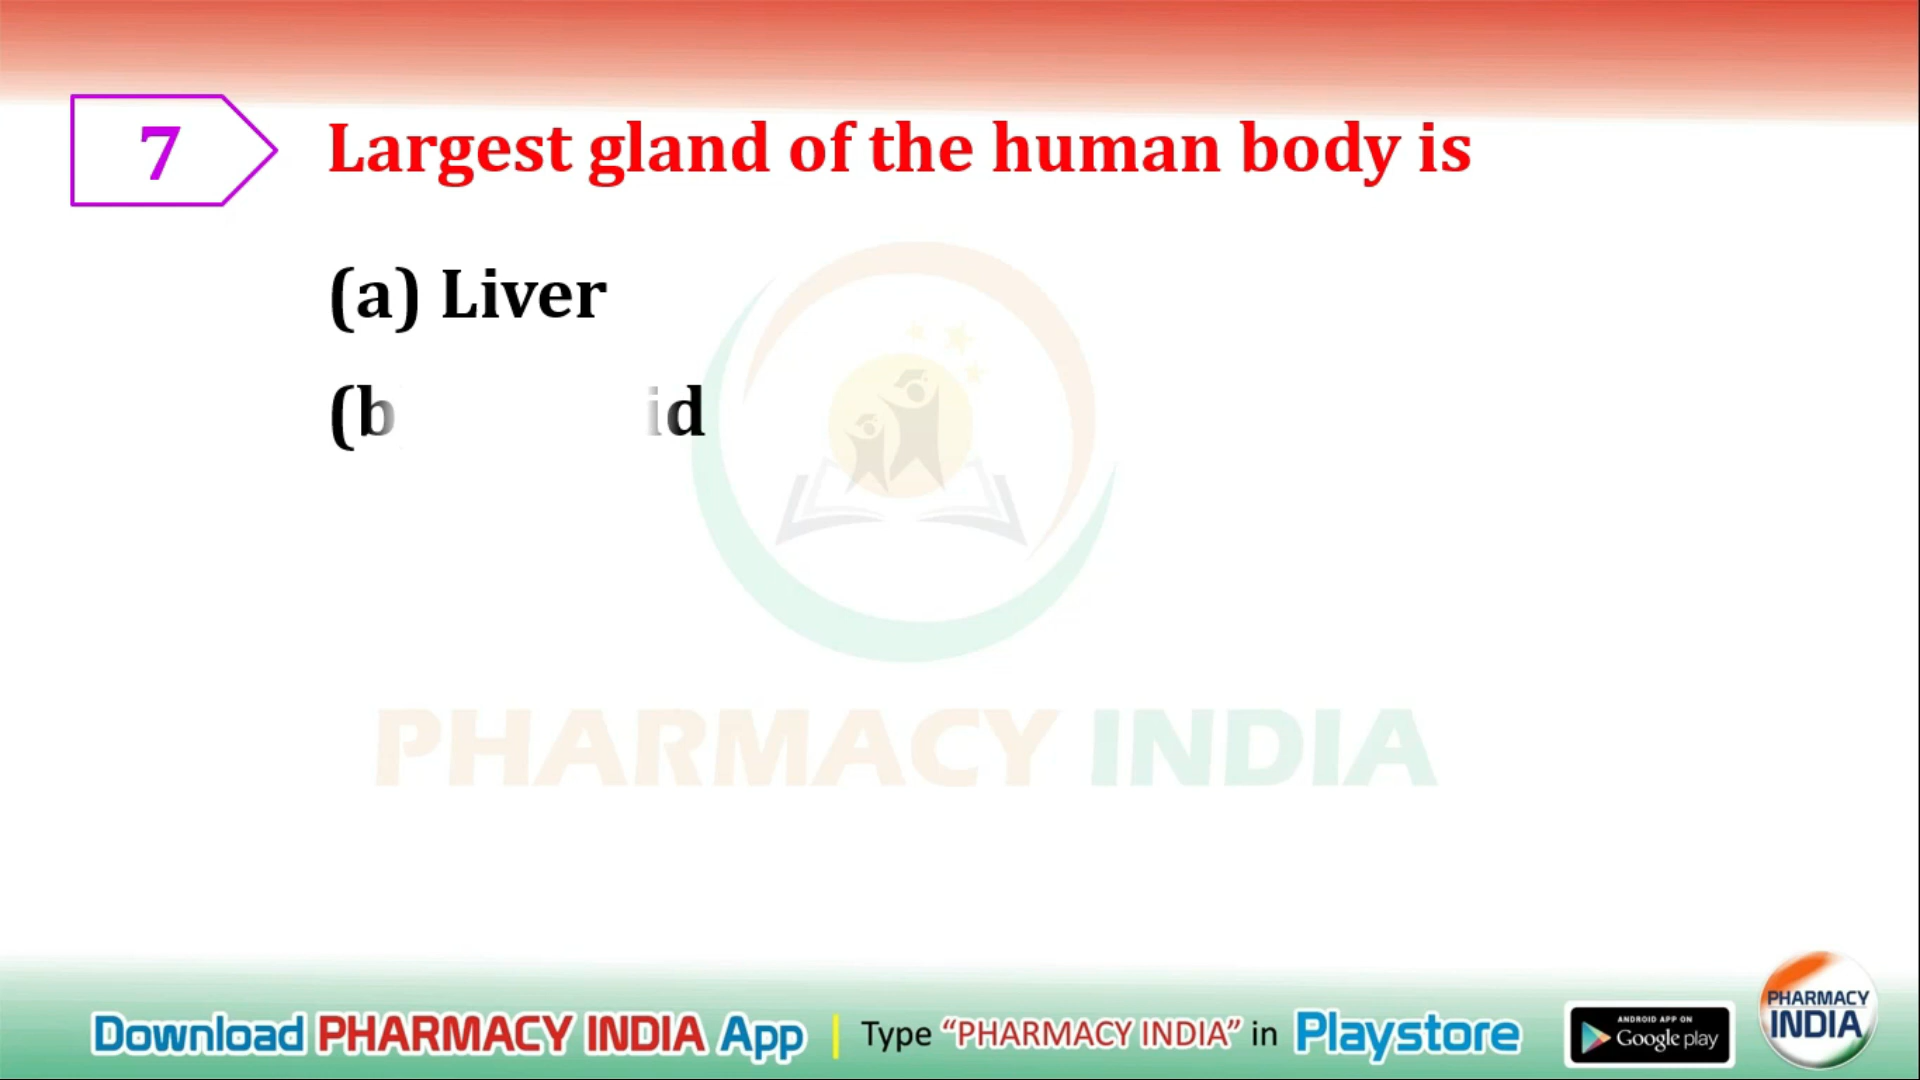 7
Largest gland of the human body is
(a) Liver
(b
PHARMACY INDIA
Download PHARMACY INDIA App | Type “PHARMACY INDIA” in Playstore
ANDROID APP ON
Google play
PHARMACY
INDIA